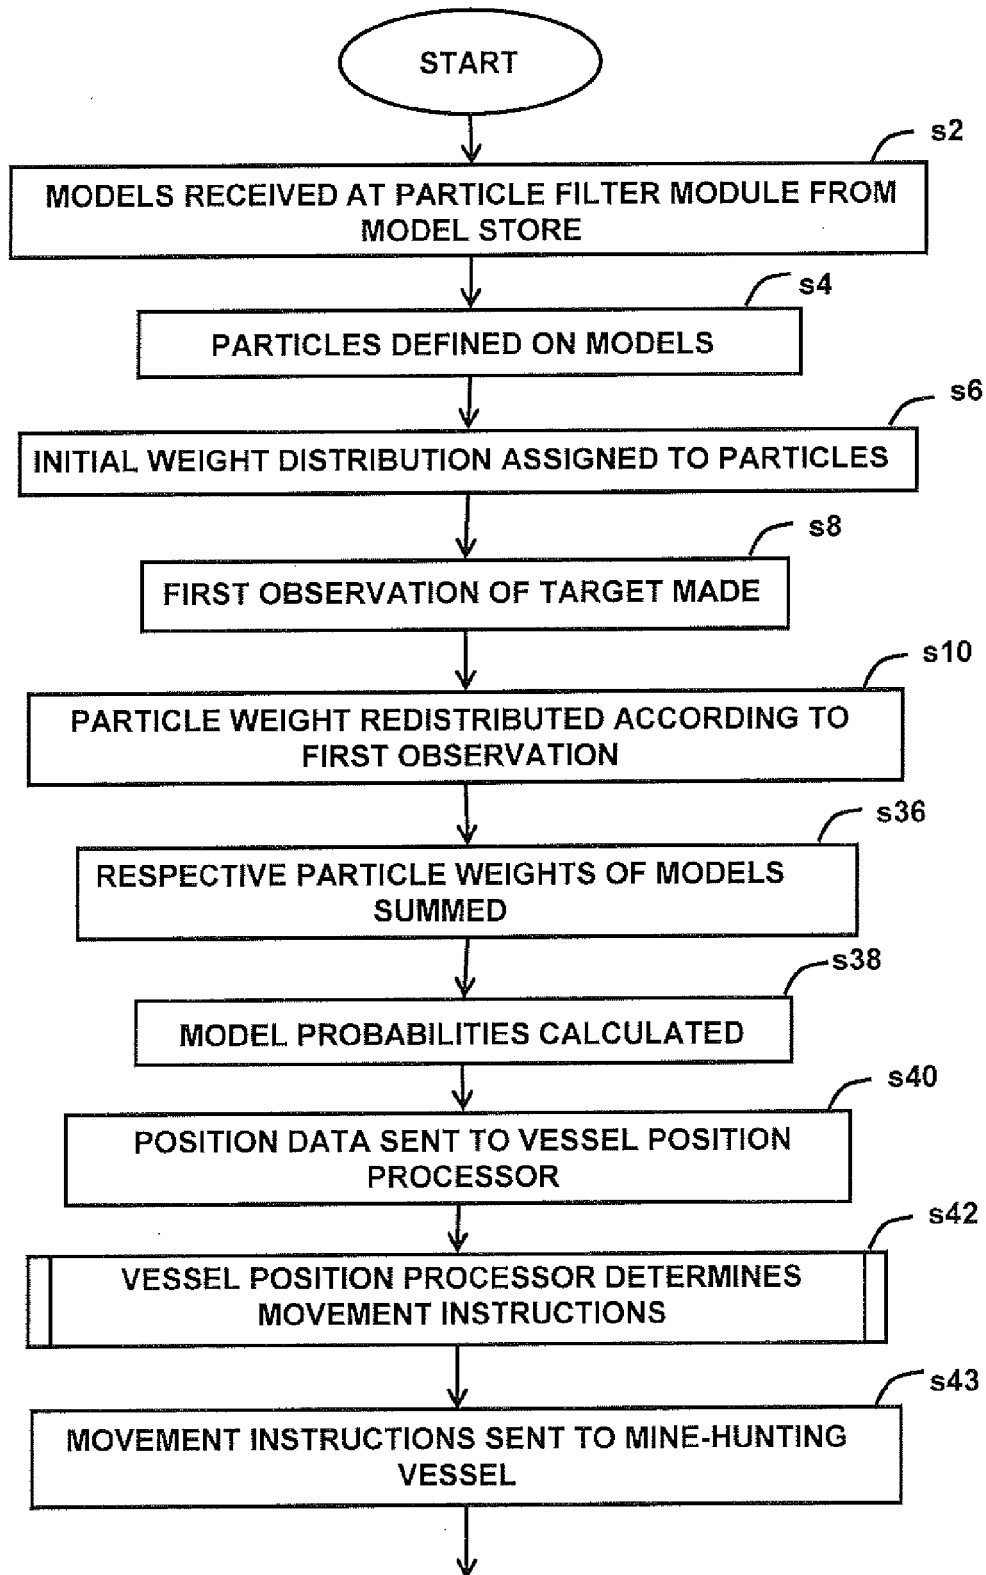 START
s2
MODELS RECEIVED AT PARTICLE FILTER MODULE FROM
MODEL STORE
s4
PARTICLES DEFINED ON MODELS
s6
INITIAL WEIGHT DISTRIBUTION ASSIGNED TO PARTICLES
s8
FIRST OBSERVATION OF TARGET MADE
s10
PARTICLE WEIGHT REDISTRIBUTED ACCORDING TO
FIRST OBSERVATION
s36
RESPECTIVE PARTICLE WEIGHTS OF MODELS
SUMMED
s38
MODEL PROBABILITIES CALCULATED
s40
POSITION DATA SENT TO VESSEL POSITION
PROCESSOR
s42
VESSEL POSITION PROCESSOR DETERMINES
MOVEMENT INSTRUCTIONS
s43
MOVEMENT INSTRUCTIONS SENT TO MINE-HUNTING
VESSEL